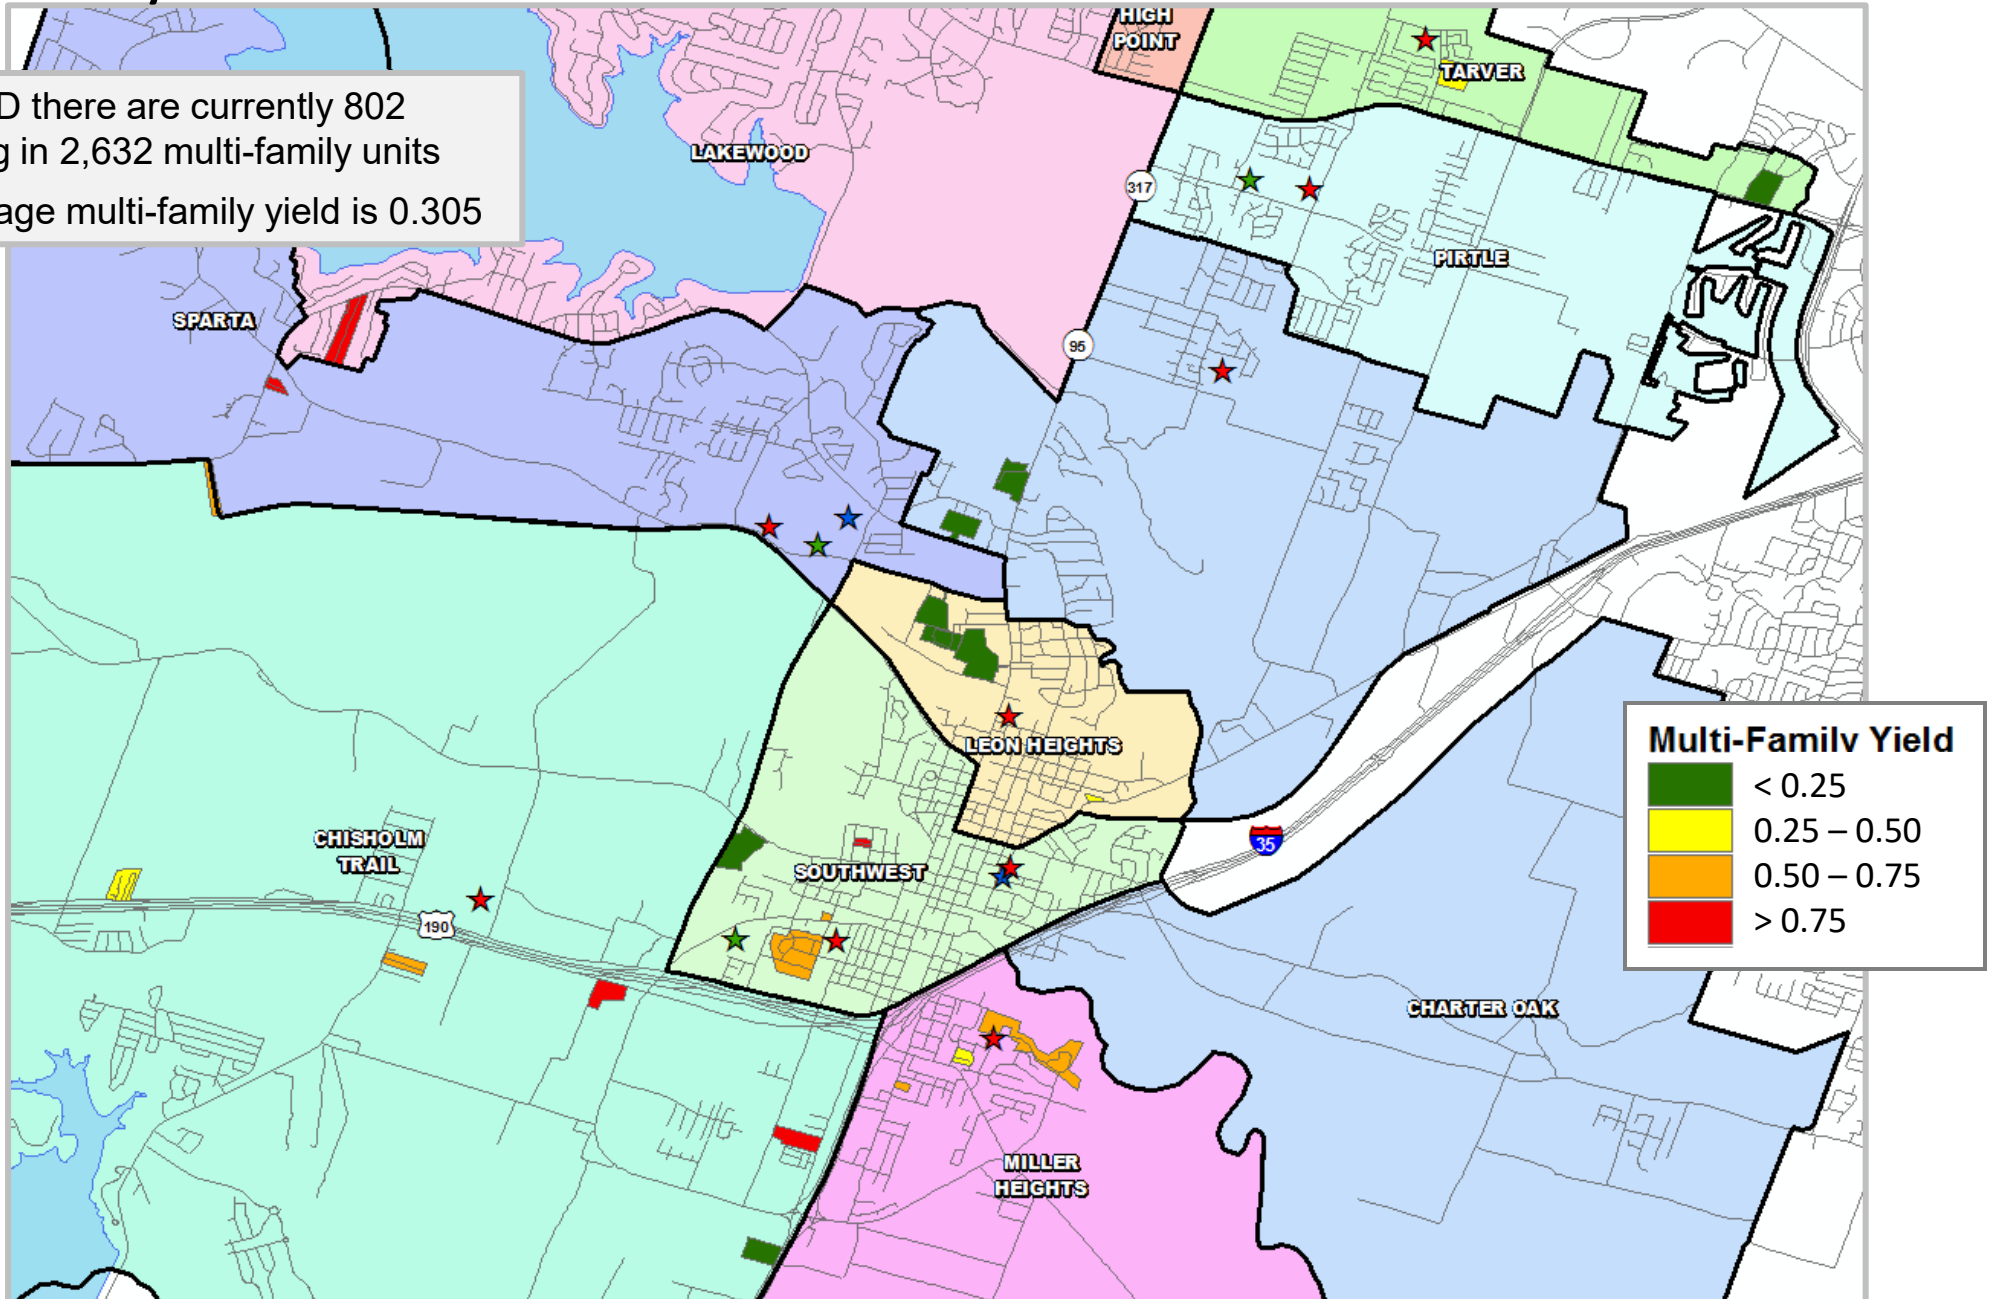 HIGH
POINT
TARVER
D there are currently 802
g in 2,632 multi-family units
age multi-family yield is 0.305
LAKEWOOD
317
PIRTLE
SPARTA
95
LEON HEIGHTS
Multi-Family Yield
< 0.25
0.25 – 0.50
0.50 – 0.75
> 0.75
CHISHOLM
TRAIL
35
SOUTHWEST
190
CHARTER OAK
MILLER
HEIGHTS